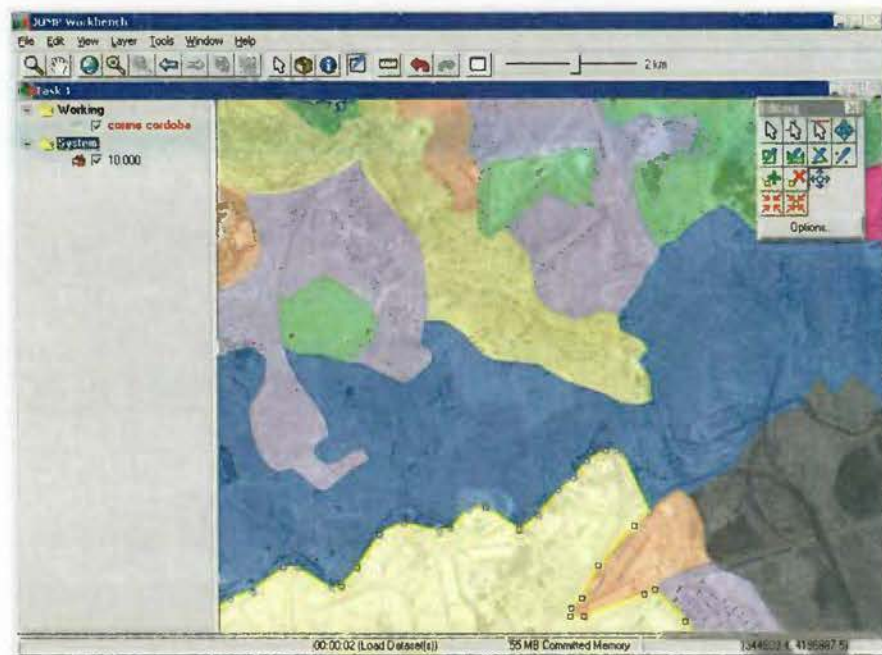 JUMP Workbench
File Edit View Layer Tools Window Help
2 km
Task 1
Working
System
10.000
Editing
Options...
00:00:02 (Load Dataset(s))
55 MB Committed Memory